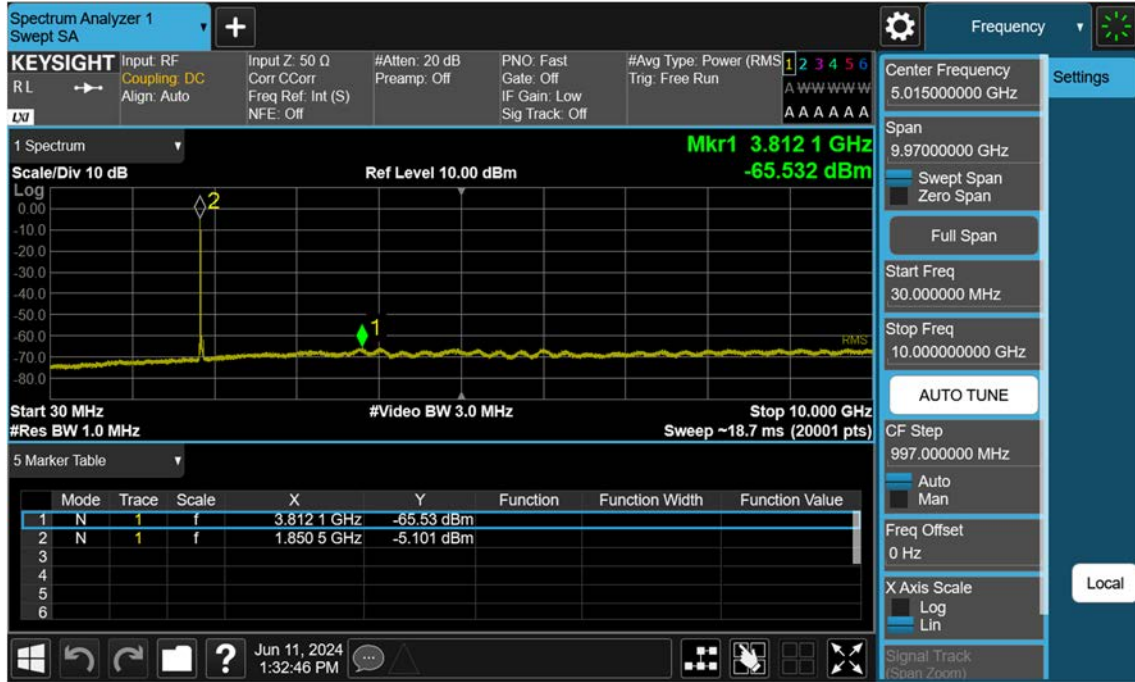 Spectrum Analyzer 1
Swept SA
+
Frequency
KEYSIGHT
R L
LXI
Input: RF
Coupling: DC
Align: Auto
Input Z: 50 Ω
Corr CCorr
Freq Ref: Int (S)
NFE: Off
#Atten: 20 dB
Preamp: Off
PNO: Fast
Gate: Off
IF Gain: Low
Sig Track: Off
#Avg Type: Power (RMS
Trig: Free Run
1 2 3 4 5 6
A W W W W W
A A A A A A
1 Spectrum
Scale/Div 10 dB
Ref Level 10.00 dBm
Mkr1 3.812 1 GHz
-65.532 dBm
Log
0.00
-10.0
-20.0
-30.0
-40.0
-50.0
-60.0
-70.0
-80.0
2
1
RMS
Start 30 MHz
#Video BW 3.0 MHz
Stop 10.000 GHz
#Res BW 1.0 MHz
Sweep ~18.7 ms (20001 pts)
5 Marker Table
Mode Trace Scale X Y Function Function Width Function Value
1 N 1 f 3.812 1 GHz -65.53 dBm
2 N 1 f 1.850 5 GHz -5.101 dBm
3
4
5
6
?
Jun 11, 2024
1:32:46 PM
Center Frequency
5.015000000 GHz
Settings
Span
9.97000000 GHz
Swept Span
Zero Span
Full Span
Start Freq
30.000000 MHz
Stop Freq
10.000000000 GHz
AUTO TUNE
CF Step
997.000000 MHz
Auto
Man
Freq Offset
0 Hz
X Axis Scale
Log
Lin
Local
Signal Track
(Span Zoom)